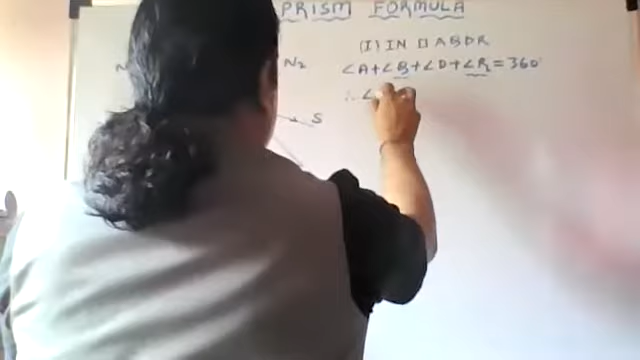 PRISM FORMULA
(I) IN □ ABDR
N2
∠A+∠B+∠D+∠R=360°
∴ ∠
S